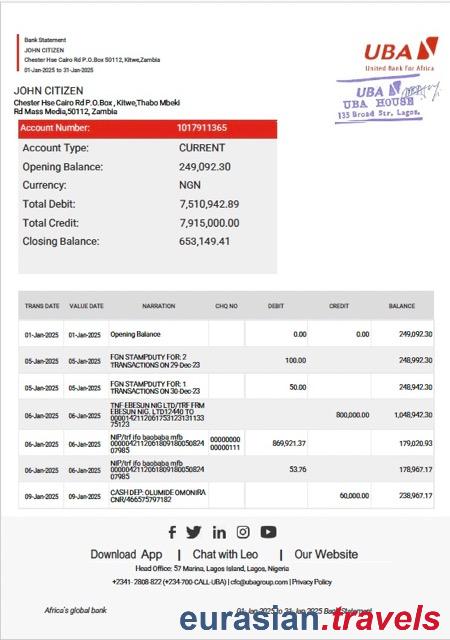 Bank Statement
JOHN CITIZEN
Chester Hse Cairo Rd P.O.Box 50112, Kitwe,Zambia
01-Jan-2025 to 31-Jan-2025
UBA
United Bank for Africa
JOHN CITIZEN
Chester Hse Cairo Rd P.O.Box , Kitwe,Thabo Mbeki
Rd Mass Media,50112, Zambia
UBA
UBA HOUSE
135 Broad Str, Lagos.
Account Number: 1017911365
Account Type: CURRENT
Opening Balance: 249,092.30
Currency: NGN
Total Debit: 7,510,942.89
Total Credit: 7,915,000.00
Closing Balance: 653,149.41
TRANS DATE VALUE DATE NARRATION CHQ NO DEBIT CREDIT BALANCE
01-Jan-2025 01-Jan-2025 Opening Balance 0.00 0.00 249,092.30
05-Jan-2025 05-Jan-2025 FGN STAMPDUTY FOR: 2
TRANSACTIONS ON 29-Dec-23 100.00 248,992.30
05-Jan-2025 05-Jan-2025 FGN STAMPDUTY FOR: 1
TRANSACTIONS ON 30-Dec-23 50.00 248,942.30
06-Jan-2025 06-Jan-2025 TNF-EBESUN NIG LTD/TRF FRM
EBESUN NIG. LTD12440 TO
000014211206175312313133
75123 800,000.00 1,048,942.30
06-Jan-2025 06-Jan-2025 NIP/trf ifo baobaba mfb
000004211206180918005082​4
07985 00000000
00000111 869,921.37 179,020.93
06-Jan-2025 06-Jan-2025 NIP/trf ifo baobaba mfb
000004211206180918005082​4
07985 53.76 178,967.17
09-Jan-2025 09-Jan-2025 CASH DEP: OLUMIDE OMONIRA
CNR/466575797182 60,000.00 238,967.17
Download App | Chat with Leo | Our Website
Head Office: 57 Marina, Lagos Island, Lagos, Nigeria
+2341- 2808-822 (+234-700-CALL-UBA) | cfc@ubagroup.com | Privacy Policy
Africa's global bank
01-Jan-2025 to 31-Jan-2025 Bank Statement
eurasian.travels